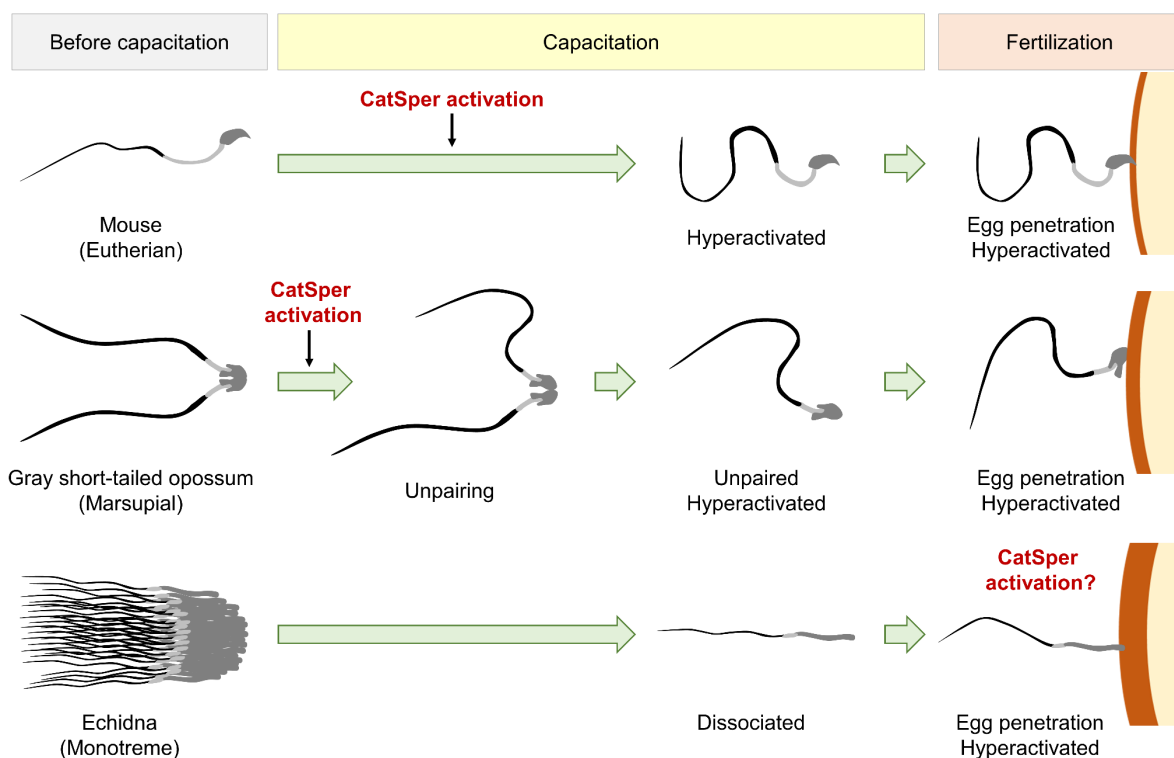 Before capacitation
Capacitation
Fertilization
CatSper activation
Mouse
(Eutherian)
Hyperactivated
Egg penetration
Hyperactivated
CatSper
activation
Gray short-tailed opossum
(Marsupial)
Unpairing
Unpaired
Hyperactivated
Egg penetration
Hyperactivated
CatSper
activation?
Echidna
(Monotreme)
Dissociated
Egg penetration
Hyperactivated